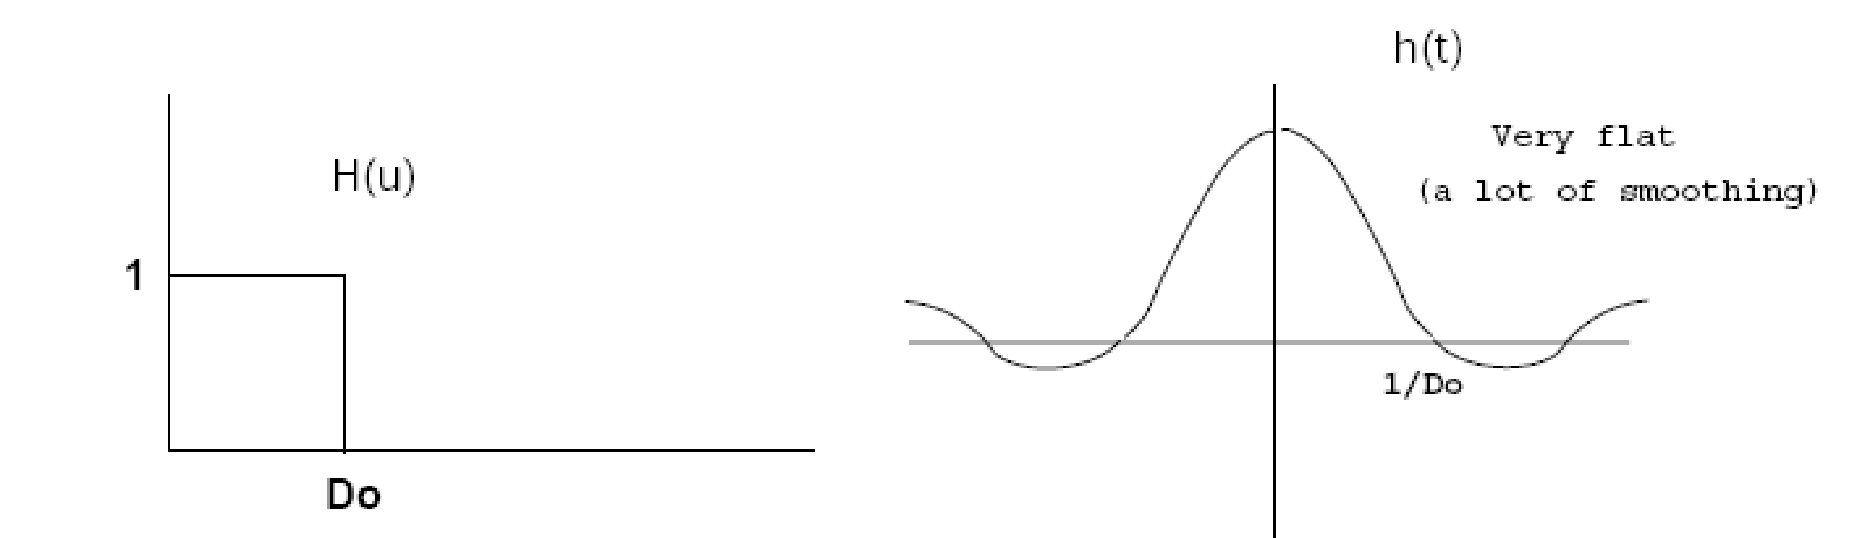 H(u)
1
Do
h(t)
Very flat
(a lot of smoothing)
1/Do